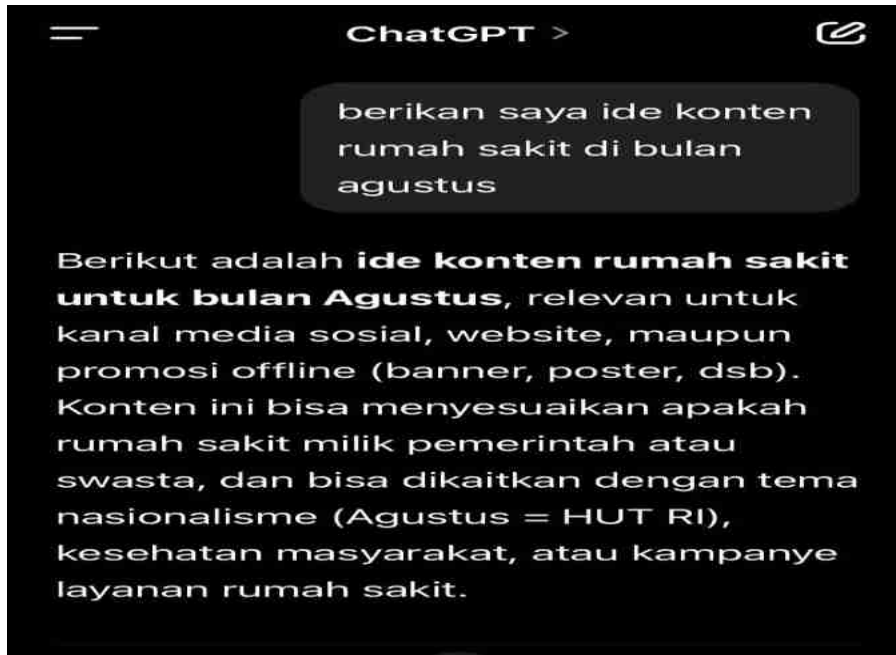 ChatGPT >
berikan saya ide konten
rumah sakit di bulan
agustus
Berikut adalah ide konten rumah sakit
untuk bulan Agustus, relevan untuk
kanal media sosial, website, maupun
promosi offline (banner, poster, dsb).
Konten ini bisa menyesuaikan apakah
rumah sakit milik pemerintah atau
swasta, dan bisa dikaitkan dengan tema
nasionalisme (Agustus = HUT RI),
kesehatan masyarakat, atau kampanye
layanan rumah sakit.